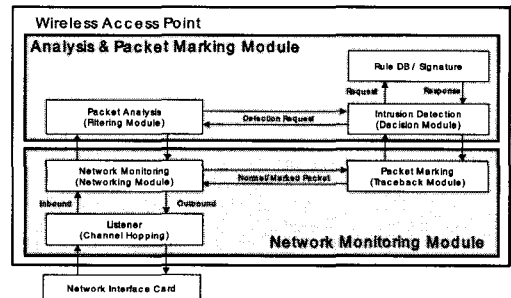 Wireless Access Point
Analysis & Packet Marking Module
Rule DB / Signature
Request
Response
Packet Analysis
(Filtering Module)
Detection Request
Intrusion Detection
(Decision Module)
Network Monitoring
(Networking Module)
Normal/Marked Packet
Packet Marking
(Traceback Module)
Inbound
Outbound
Listener
(Channel Hopping)
Network Monitoring Module
Network Interface Card